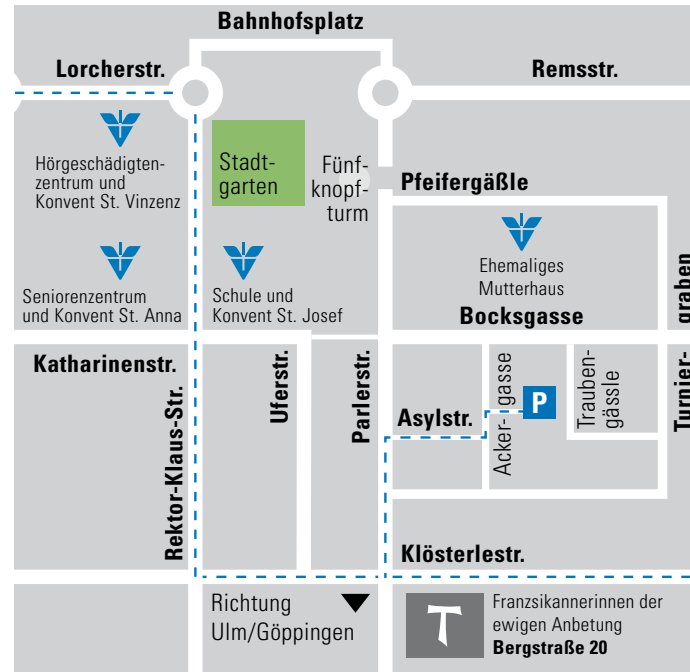 Bahnhofsplatz
Lorcherstr.
Remsstr.
Hörgeschädigten-
zentrum und
Konvent St. Vinzenz
Stadt-
garten
Fünf-
knopf-
turm
Pfeifergäßle
Seniorenzentrum
und Konvent St. Anna
Schule und
Konvent St. Josef
Ehemaliges
Mutterhaus
Bocksgasse
Turnier-
graben
Katharinenstr.
Rektor-Klaus-Str.
Uferstr.
Parlerstr.
Asylstr.
Acker-
gasse
P
Trauben-
gässle
Klösterlestr.
Richtung
Ulm/Göppingen
Franzsikannerinnen der
ewigen Anbetung
Bergstraße 20